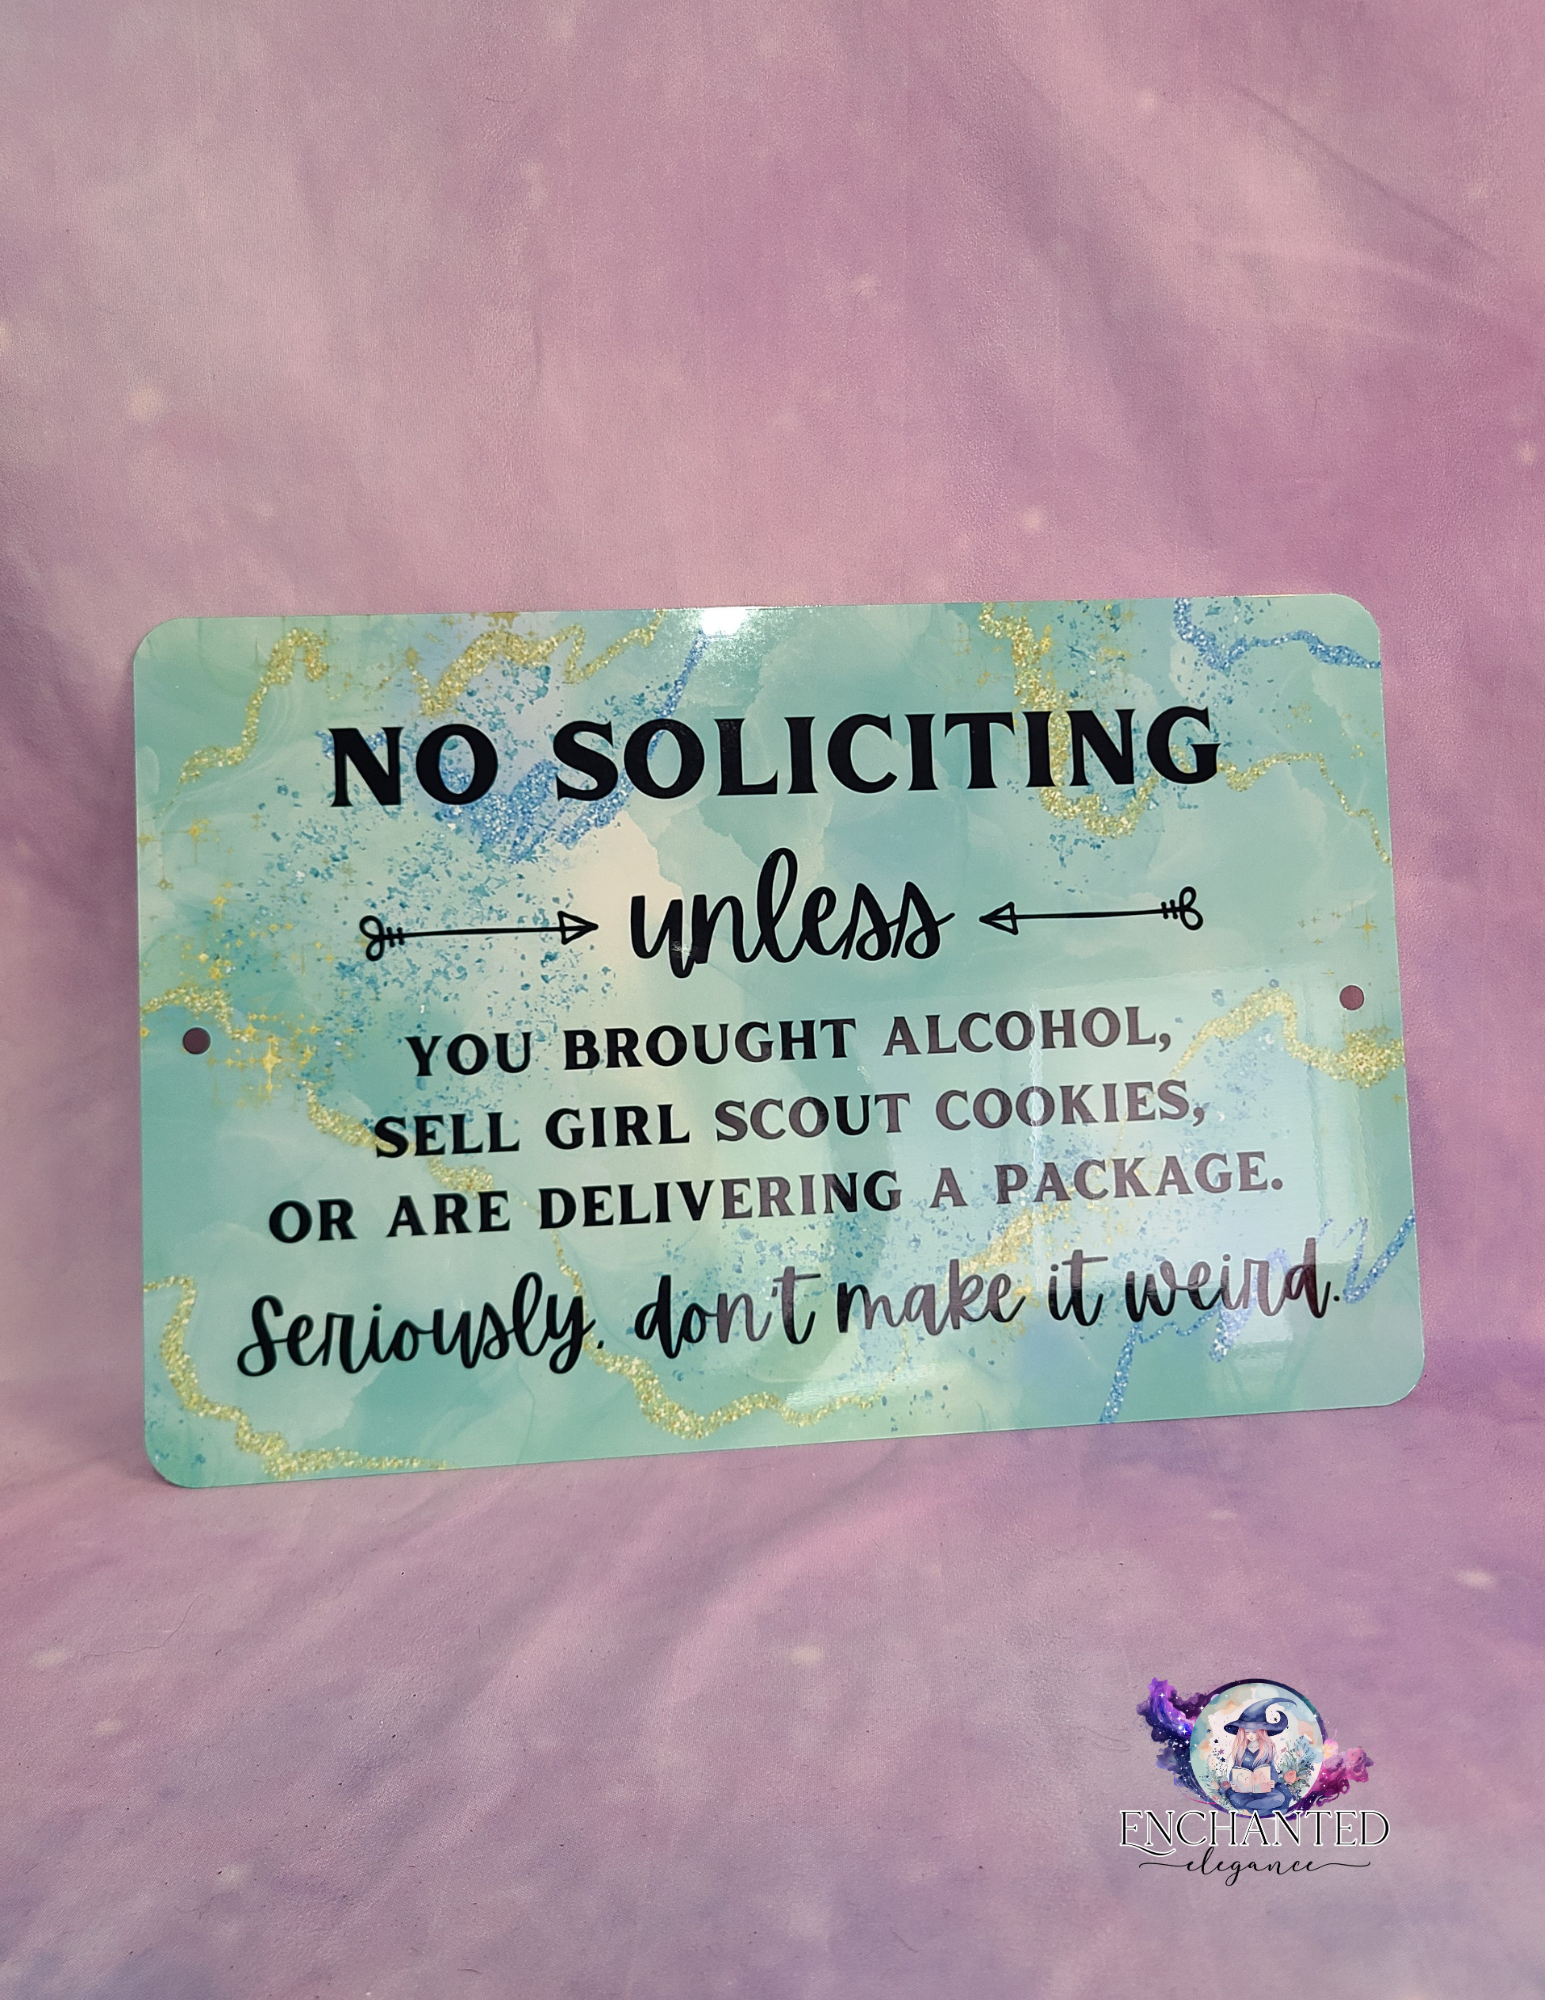 NO SOLICITING
unless
YOU BROUGHT ALCOHOL,
SELL GIRL SCOUT COOKIES,
OR ARE DELIVERING A PACKAGE.
Seriously, don't make it weird.
ENCHANTED
elegance